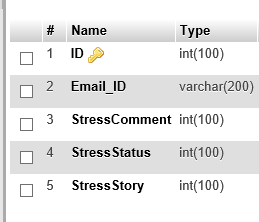 # Name Type
1 ID int(100)
2 Email_ID varchar(200)
3 StressComment int(100)
4 StressStatus int(100)
5 StressStory int(100)